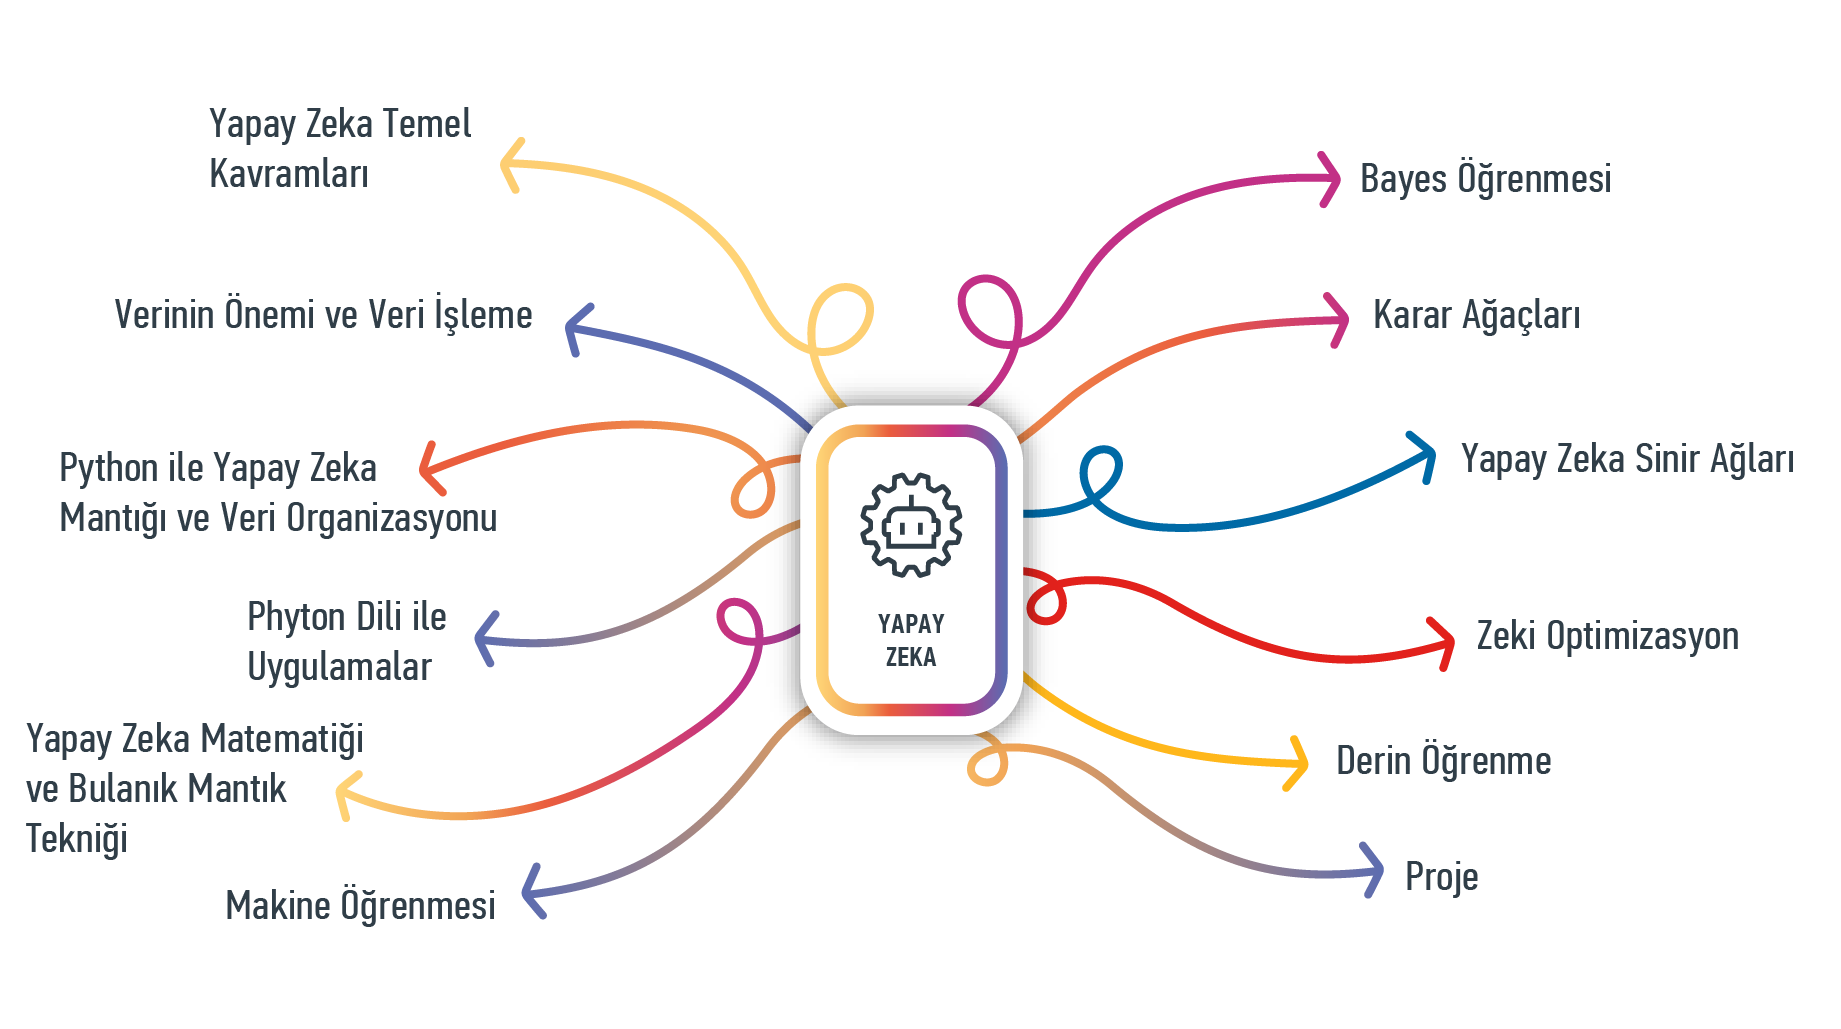 Yapay Zeka Temel
Kavramları
Verinin Önemi ve Veri İşleme
Python ile Yapay Zeka
Mantığı ve Veri Organizasyonu
Phyton Dili ile
Uygulamalar
Yapay Zeka Matematiği
ve Bulanık Mantık
Tekniği
Makine Öğrenmesi
YAPAY
ZEKA
Bayes Öğrenmesi
Karar Ağaçları
Yapay Zeka Sinir Ağları
Zeki Optimizasyon
Derin Öğrenme
Proje